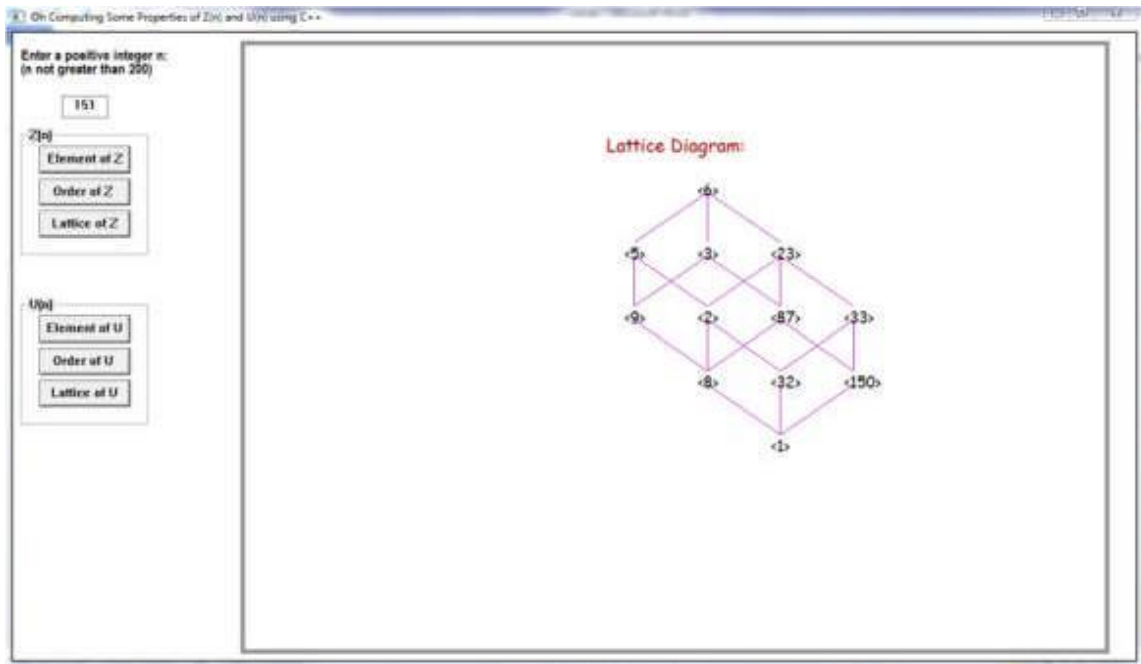 On Computing Some Properties of Z(n) and U(n) using C++
Enter a positive integer n:
(n not greater than 200)
151
Z(n)
Element of Z
Order of Z
Lattice of Z
U(n)
Element of U
Order of U
Lattice of U
Lattice Diagram:
<6>
<5> <3> <23>
<9> <2> <87> <33>
<8> <32> <150>
<1>